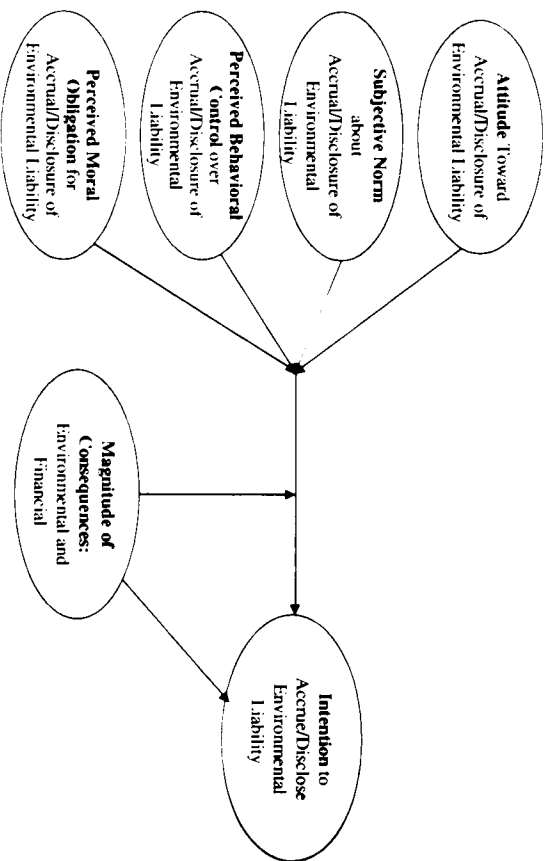 Attitude Toward
Accrual/Disclosure of
Environmental Liability
Subjective Norm
about
Accrual/Disclosure of
Environmental
Liability
Perceived Behavioral
Control over
Accrual/Disclosure of
Environmental
Liability
Perceived Moral
Obligation for
Accrual/Disclosure of
Environmental Liability
Magnitude of
Consequences:
Environmental and
Financial
Intention to
Accrue/Disclose
Environmental
Liability